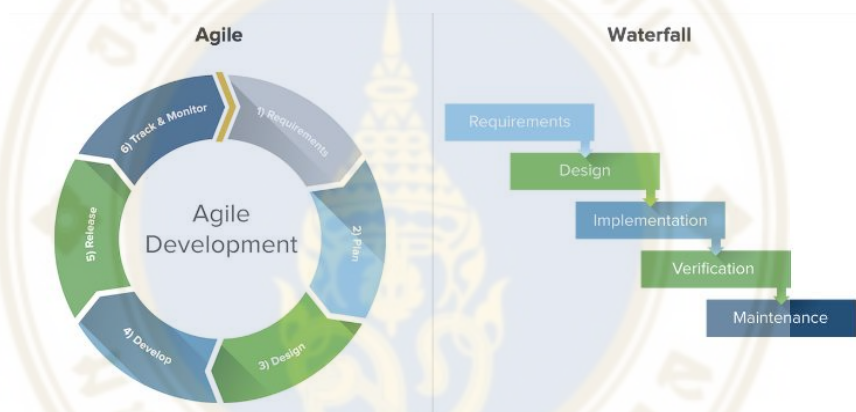 Agile
Waterfall
1) Requirements
2) Plan
3) Design
4) Develop
5) Release
6) Track & Monitor
Agile
Development
Requirements
Design
Implementation
Verification
Maintenance